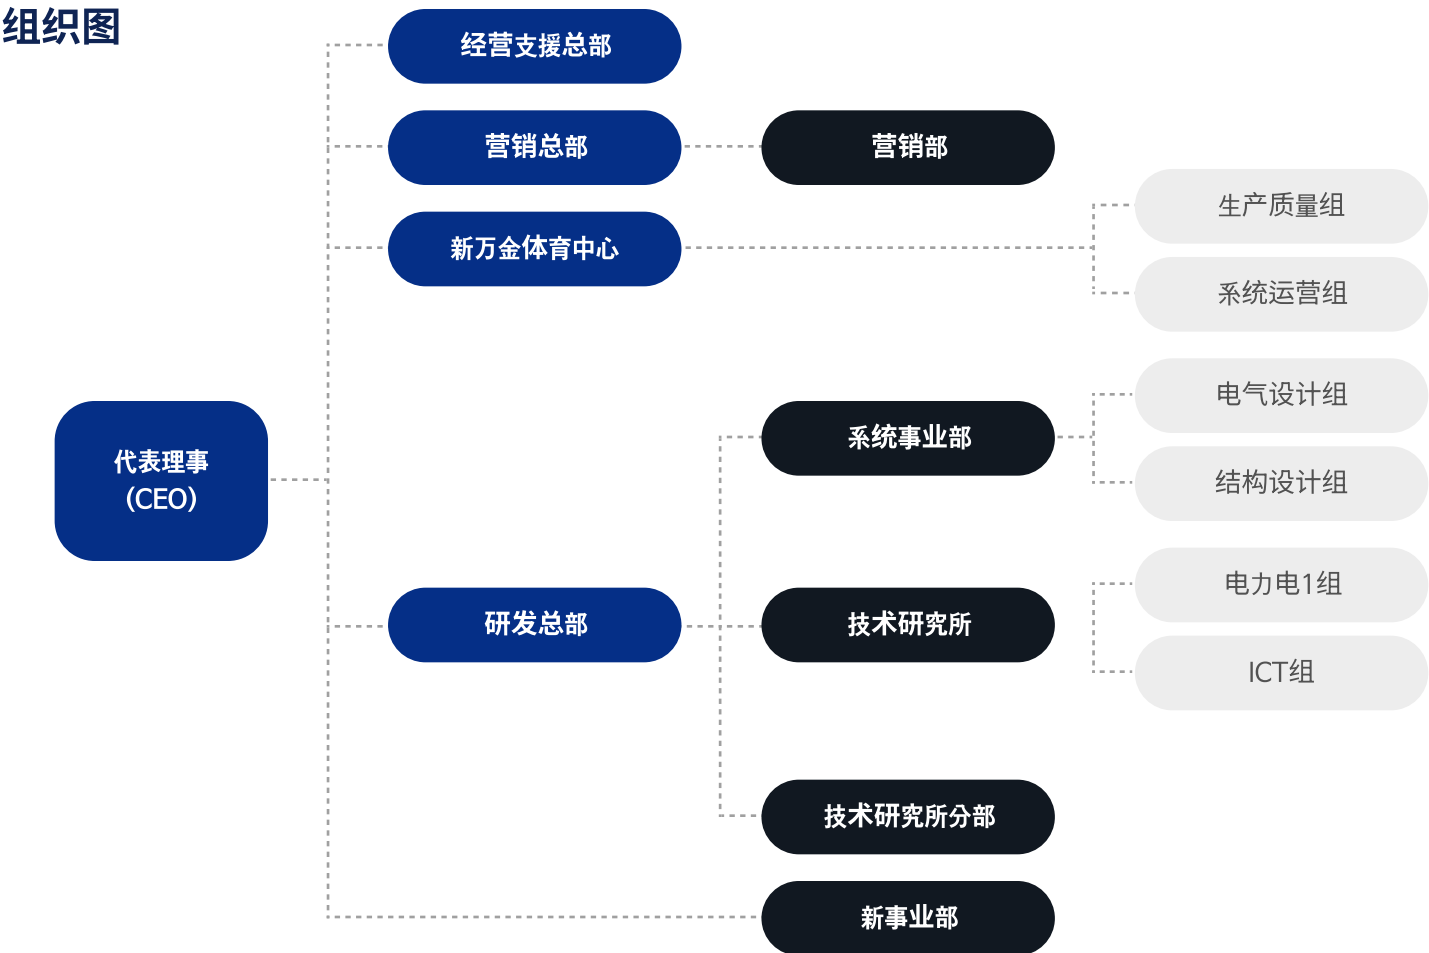 组织图
经营支援总部
营销总部
营销部
新万金体育中心
生产质量组
系统运营组
代表理事
(CEO)
系统事业部
电气设计组
结构设计组
研发总部
技术研究所
电力电1组
ICT组
技术研究所分部
新事业部